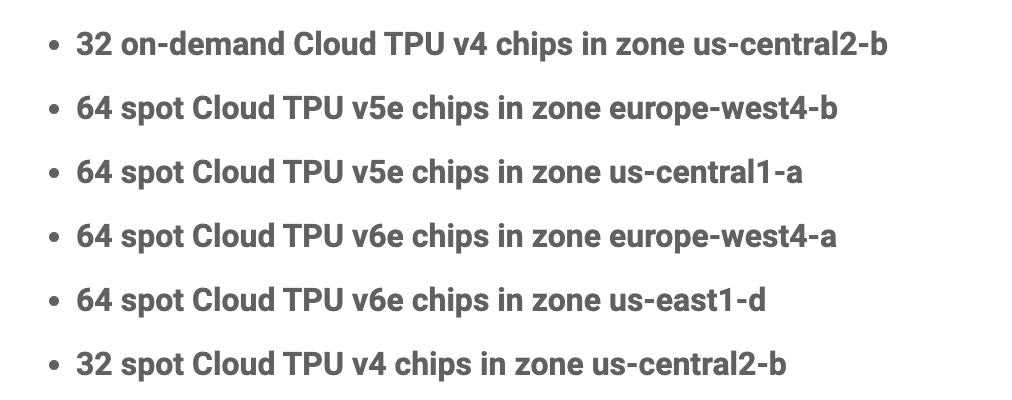 • 32 on-demand Cloud TPU v4 chips in zone us-central2-b
• 64 spot Cloud TPU v5e chips in zone europe-west4-b
• 64 spot Cloud TPU v5e chips in zone us-central1-a
• 64 spot Cloud TPU v6e chips in zone europe-west4-a
• 64 spot Cloud TPU v6e chips in zone us-east1-d
• 32 spot Cloud TPU v4 chips in zone us-central2-b